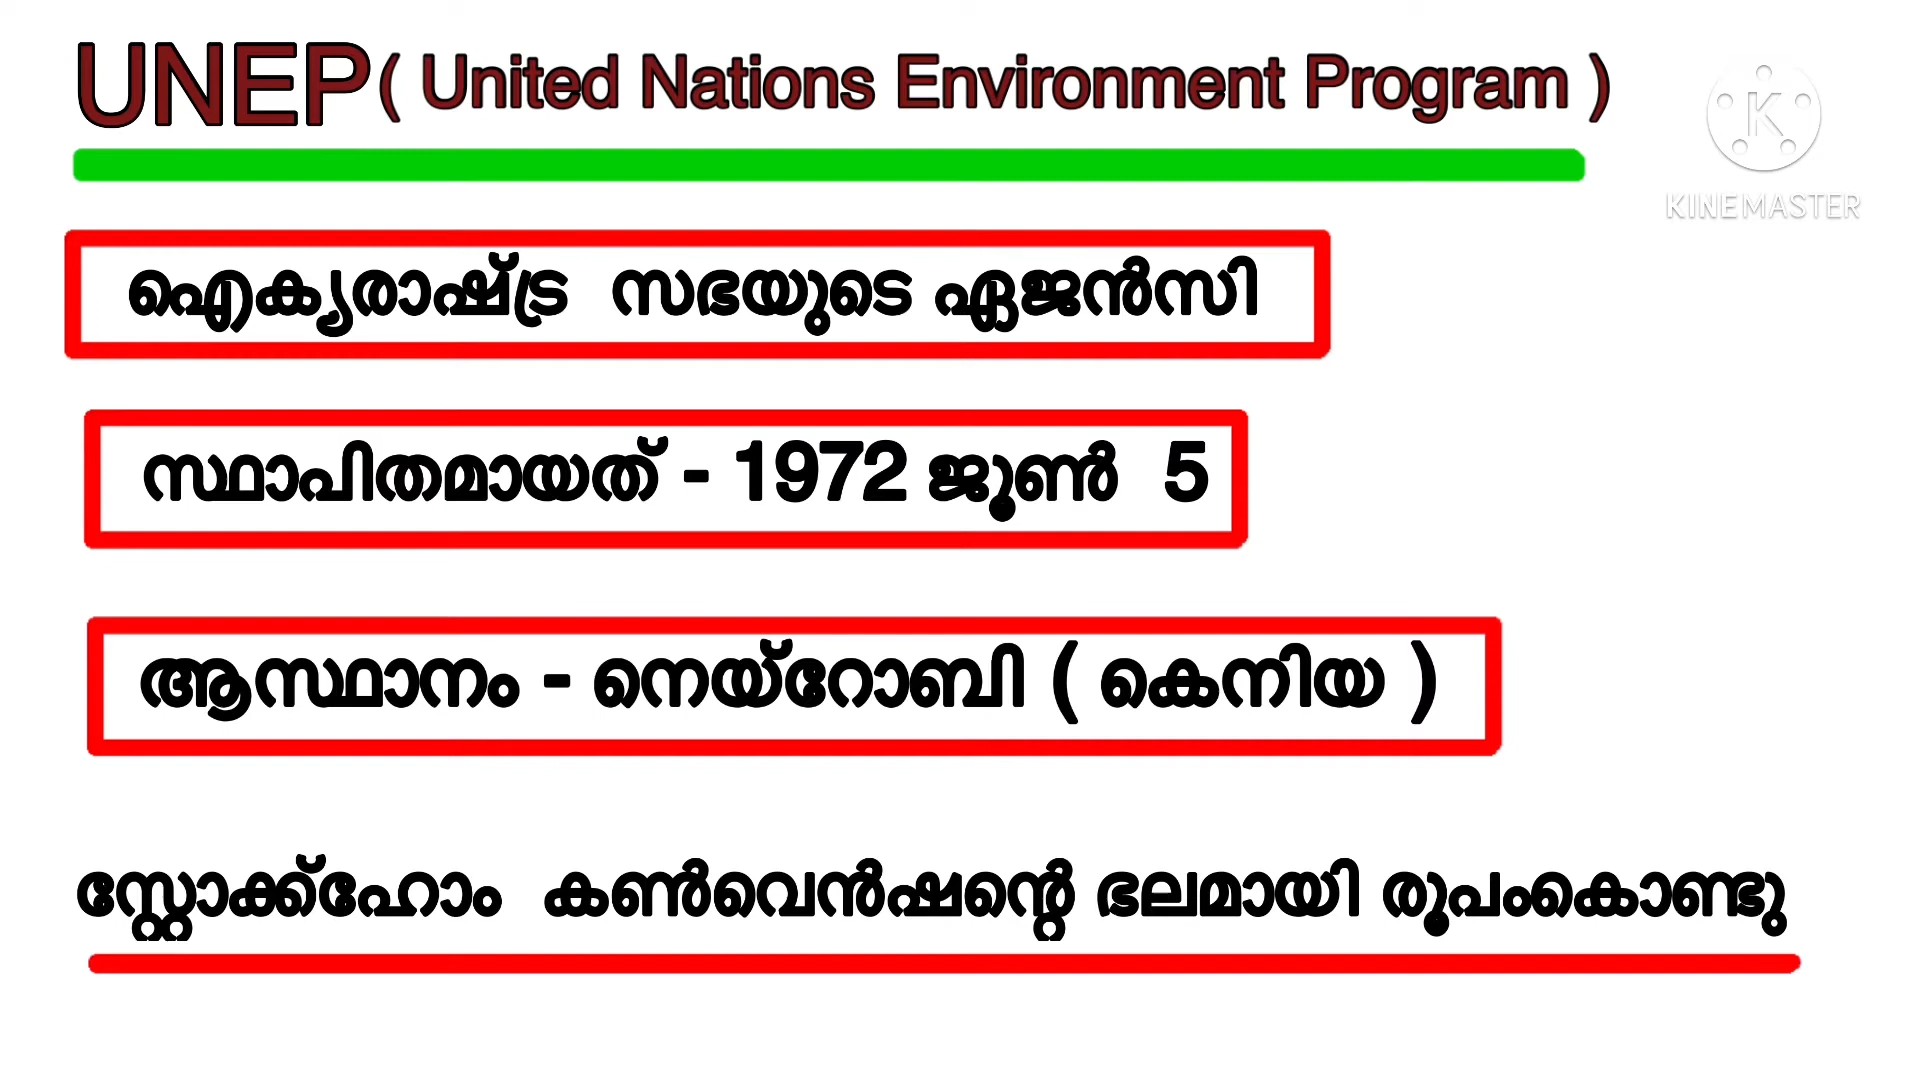 UNEP( United Nations Environment Program )
K
KINEMASTER
ഐക്യരാഷ്ട്ര സഭയുടെ ഏജൻസി
സ്ഥാപിതമായത് - 1972 ജൂൺ 5
ആസ്ഥാനം - നെയ്റോബി ( കെനിയ )
സ്റ്റോക്ക്ഹോം കൺവെൻഷന്റെ ഭലമായി രൂപംകൊണ്ടു